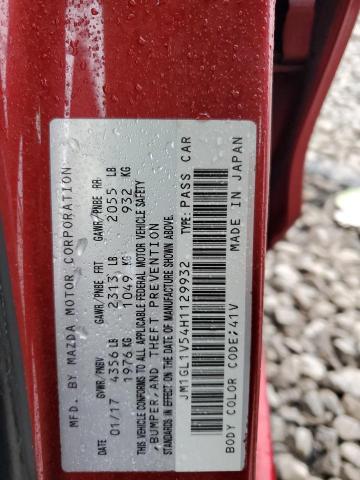 MFD. BY MAZDA MOTOR CORPORATION
DATE GVWR/PNBV GAWR/PNBE FRT GAWR/PNBE RR
01/17 4356 LB 2313 LB 2055 LB
1976 KG 1049 KG 932 KG
THIS VEHICLE CONFORMS TO ALL APPLICABLE FEDERAL MOTOR VEHICLE SAFETY
,BUMPER,AND THEFT PREVENTION
STANDARDS IN EFFECT ON THE DATE OF MANUFACTURE SHOWN ABOVE.
JM1GL1V54H1129932 TYPE: PASS CAR
BODY COLOR CODE:41V MADE IN JAPAN